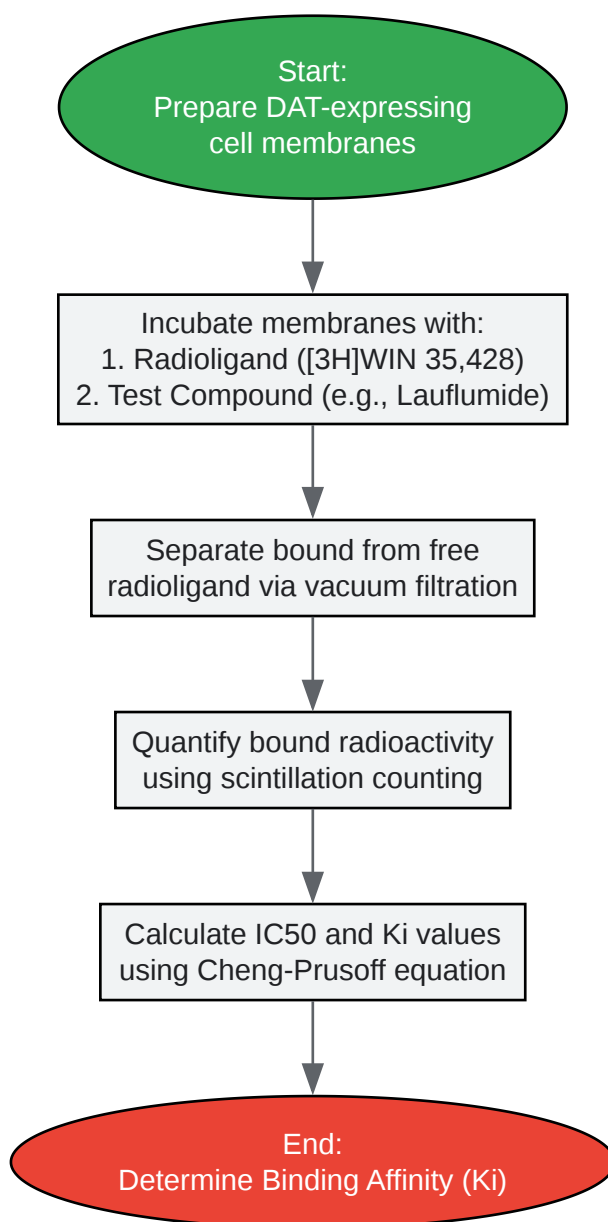 Start:
Prepare DAT-expressing
cell membranes
Incubate membranes with:
1. Radioligand ([3H]WIN 35,428)
2. Test Compound (e.g., Lauflumide)
Separate bound from free
radioligand via vacuum filtration
Quantify bound radioactivity
using scintillation counting
Calculate IC50 and Ki values
using Cheng-Prusoff equation
End:
Determine Binding Affinity (Ki)